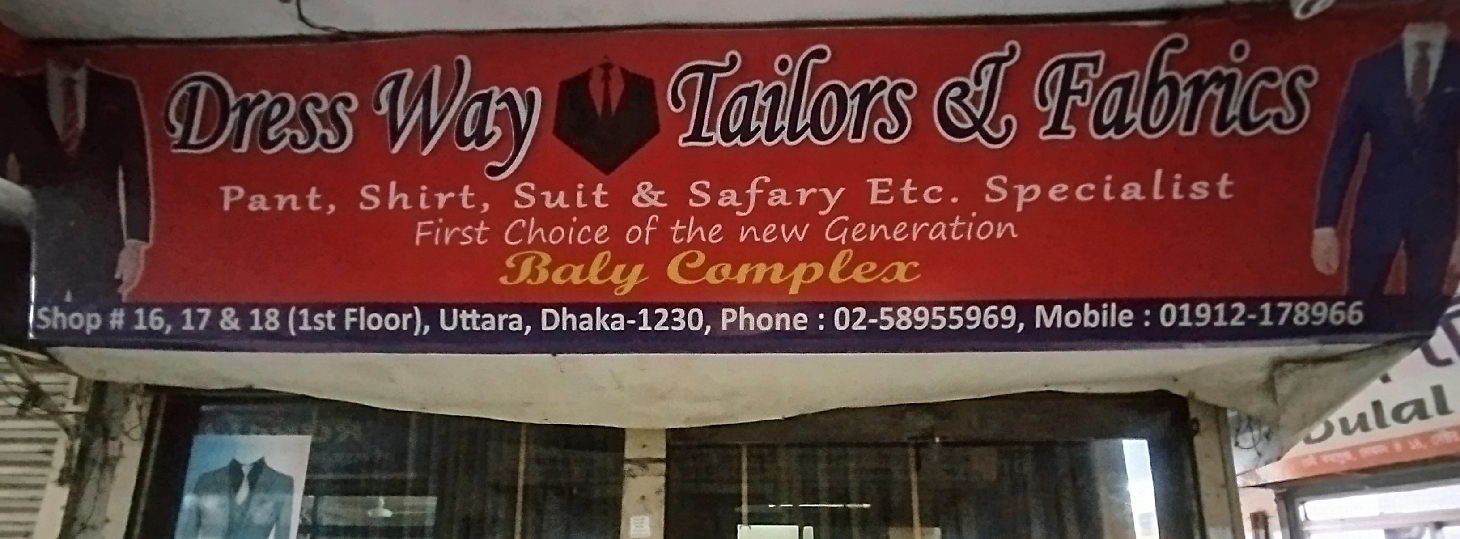 Dress Way Tailors & Fabrics
Pant, Shirt, Suit & Safary Etc. Specialist
First Choice of the new Generation
Baly Complex
Shop # 16, 17 & 18 (1st Floor), Uttara, Dhaka-1230, Phone : 02-58955969, Mobile : 01912-178966
Dulal